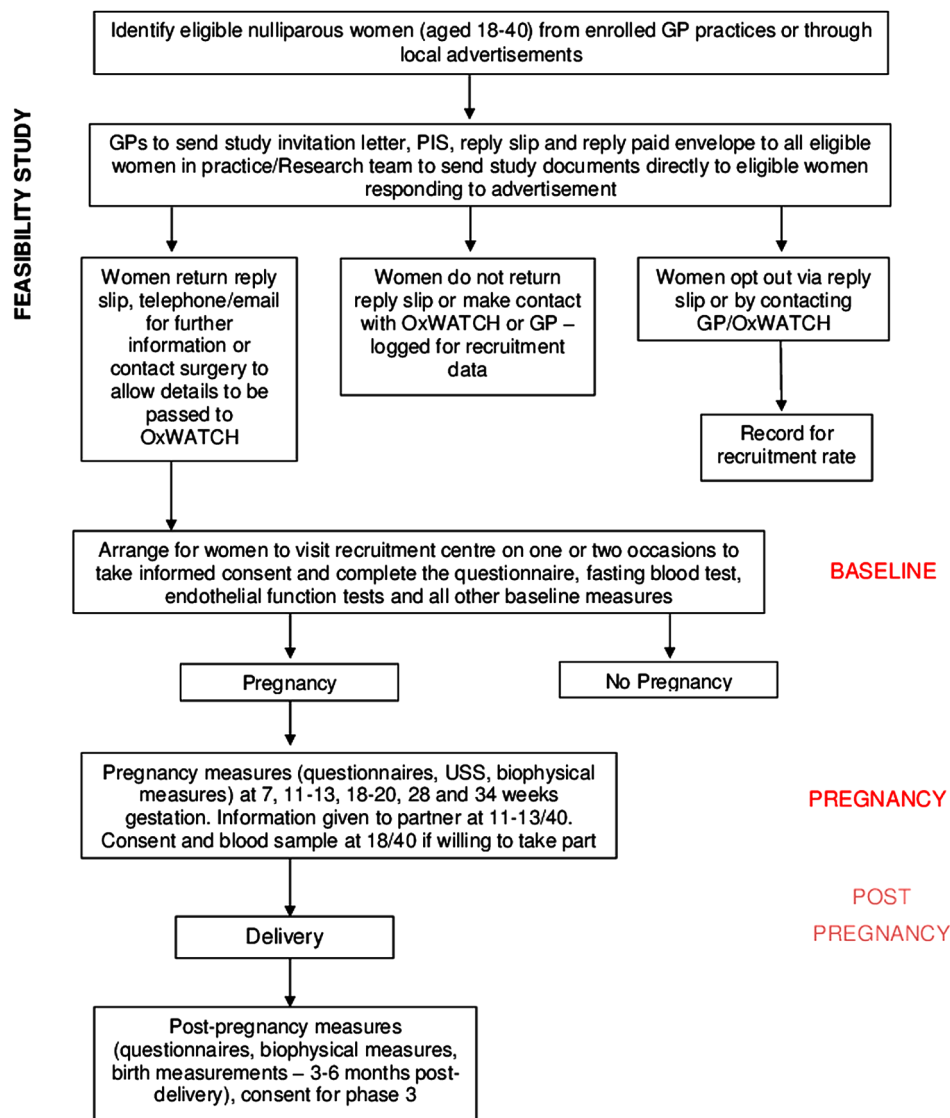 Identify eligible nulliparous women (aged 18-40) from enrolled GP practices or through
local advertisements
FEASIBILITY STUDY
GPs to send study invitation letter, PIS, reply slip and reply paid envelope to all eligible
women in practice/Research team to send study documents directly to eligible women
responding to advertisement
Women return reply
slip, telephone/email
for further
information or
contact surgery to
allow details to be
passed to
OxWATCH
Women do not return
reply slip or make contact
with OxWATCH or GP –
logged for recruitment
data
Women opt out via reply
slip or by contacting
GP/OxWATCH
Record for
recruitment rate
Arrange for women to visit recruitment centre on one or two occasions to
take informed consent and complete the questionnaire, fasting blood test,
endothelial function tests and all other baseline measures
BASELINE
Pregnancy
No Pregnancy
Pregnancy measures (questionnaires, USS, biophysical
measures) at 7, 11-13, 18-20, 28 and 34 weeks
gestation. Information given to partner at 11-13/40.
Consent and blood sample at 18/40 if willing to take part
PREGNANCY
POST
PREGNANCY
Delivery
Post-pregnancy measures
(questionnaires, biophysical measures,
birth measurements – 3-6 months post-
delivery), consent for phase 3